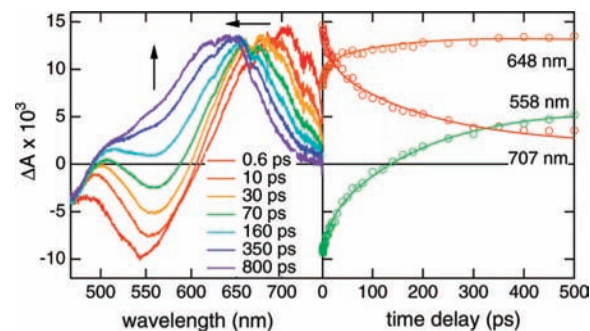 ΔA x 10³
15
10
5
0
-5
-10
0.6 ps
10 ps
30 ps
70 ps
160 ps
350 ps
800 ps
500 550 600 650 700
wavelength (nm)
648 nm
558 nm
707 nm
0 100 200 300 400 500
time delay (ps)